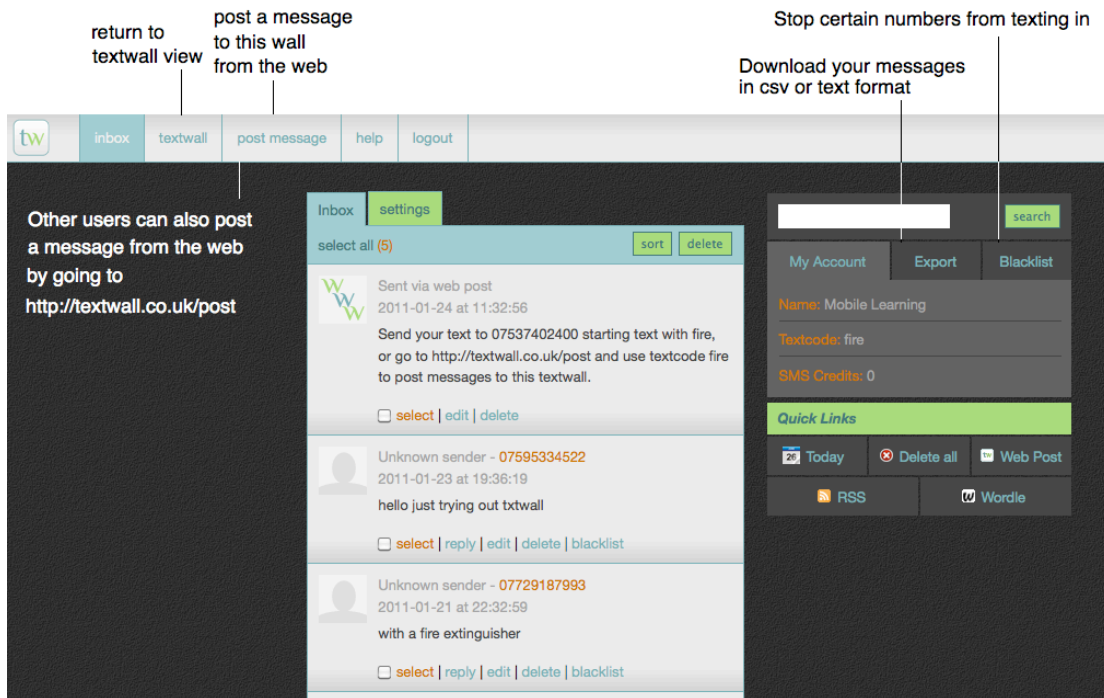 return to
textwall view
post a message
to this wall
from the web
Stop certain numbers from texting in
Download your messages
in csv or text format
tw
inbox
textwall
post message
help
logout
Other users can also post
a message from the web
by going to
http://textwall.co.uk/post
Inbox
settings
select all (5)
sort
delete
WWW
Sent via web post
2011-01-24 at 11:32:56
Send your text to 07537402400 starting text with fire,
or go to http://textwall.co.uk/post and use textcode fire
to post messages to this textwall.
select | edit | delete
Unknown sender - 07595334522
2011-01-23 at 19:36:19
hello just trying out txtwall
select | reply | edit | delete | blacklist
Unknown sender - 07729187993
2011-01-21 at 22:32:59
with a fire extinguisher
select | reply | edit | delete | blacklist
search
My Account
Export
Blacklist
Name: Mobile Learning
Textcode: fire
SMS Credits: 0
Quick Links
26 Today
Delete all
tw Web Post
RSS
W Wordle